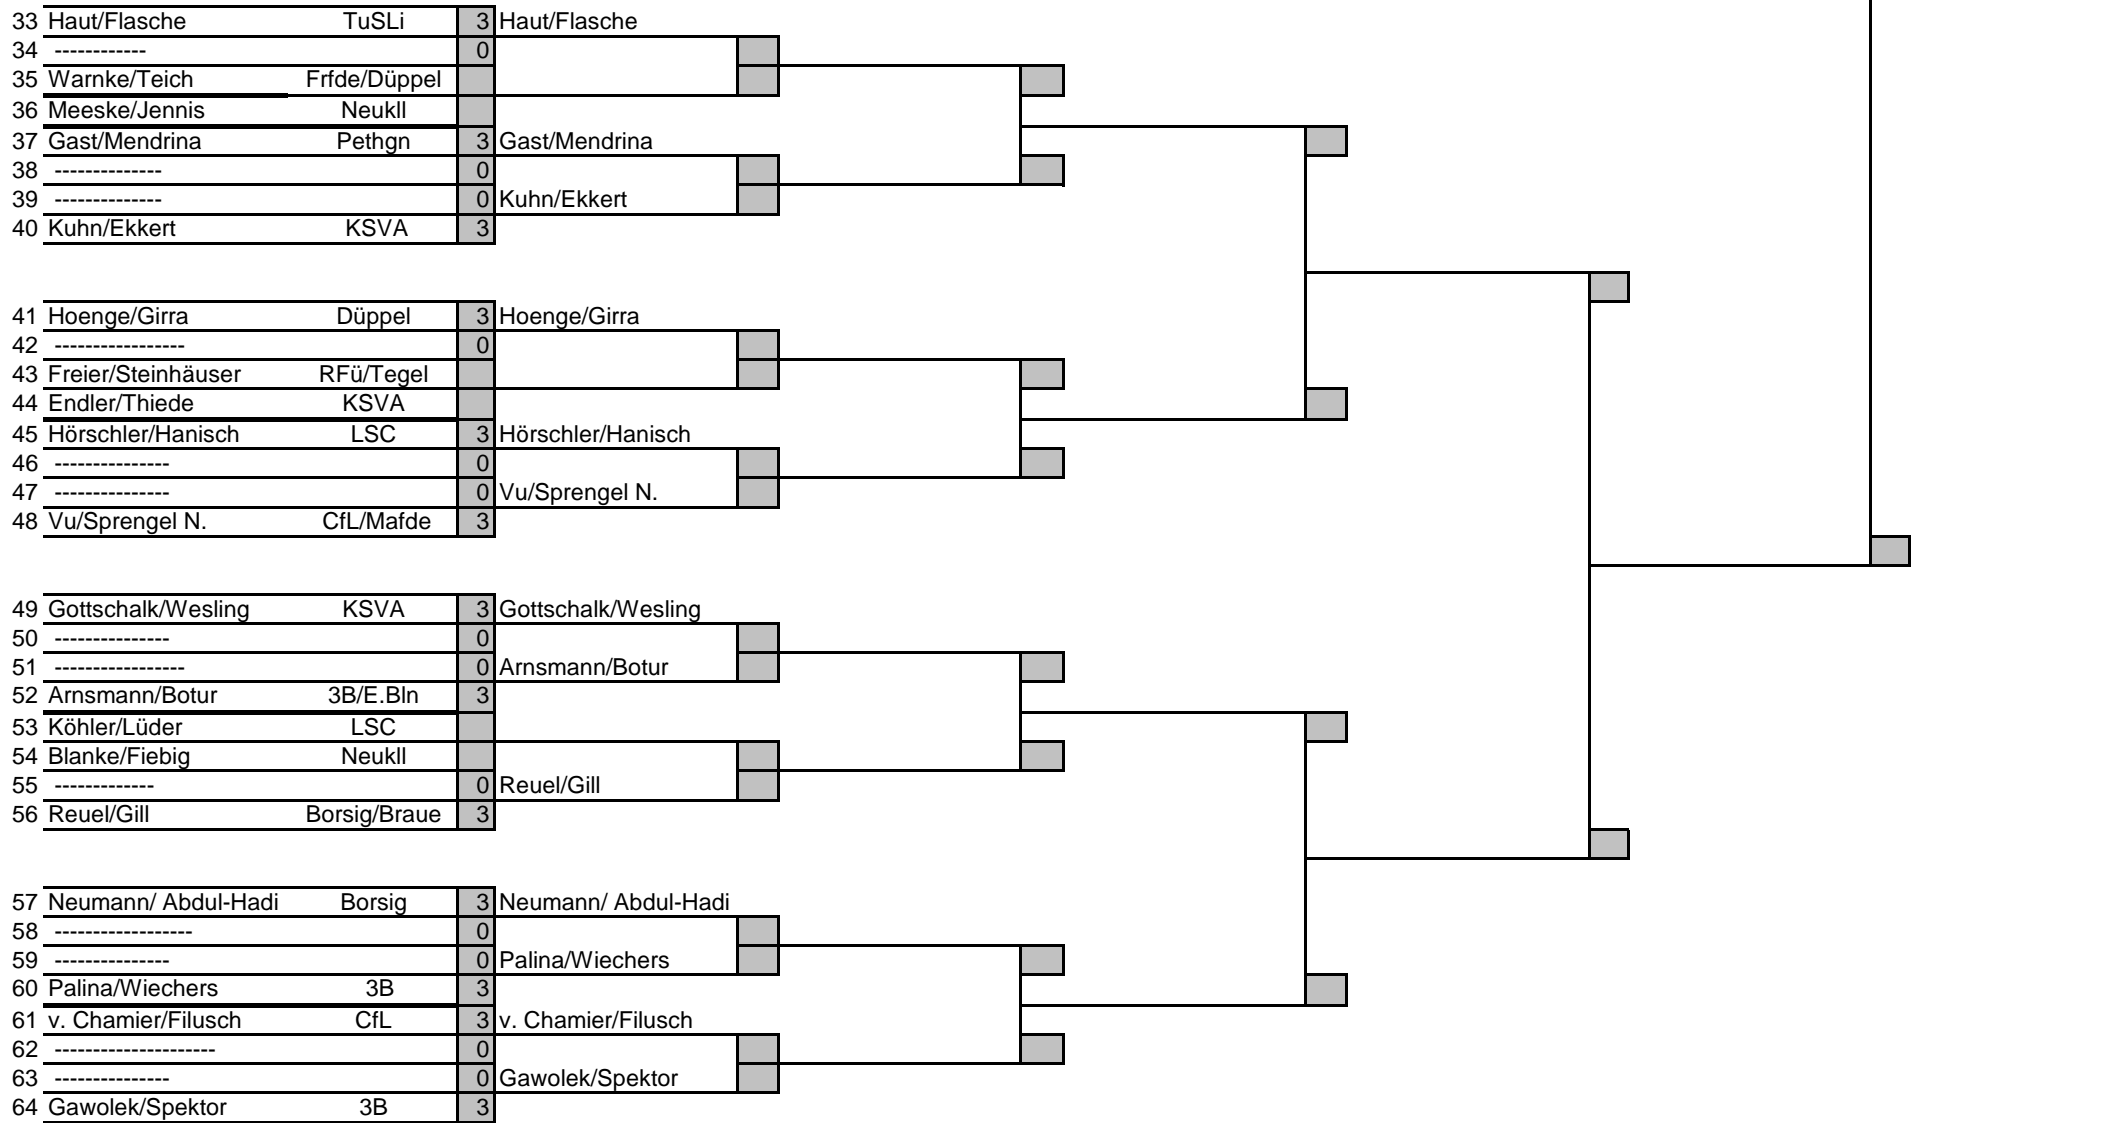 33 Haut/Flasche TuSLi 3 Haut/Flasche
34 ------------ 0
35 Warnke/Teich Frfde/Düppel
36 Meeske/Jennis Neukll
37 Gast/Mendrina Pethgn 3 Gast/Mendrina
38 -------------- 0
39 -------------- 0 Kuhn/Ekkert
40 Kuhn/Ekkert KSVA 3
41 Hoenge/Girra Düppel 3 Hoenge/Girra
42 ----------------- 0
43 Freier/Steinhäuser RFü/Tegel
44 Endler/Thiede KSVA
45 Hörschler/Hanisch LSC 3 Hörschler/Hanisch
46 --------------- 0
47 --------------- 0 Vu/Sprengel N.
48 Vu/Sprengel N. CfL/Mafde 3
49 Gottschalk/Wesling KSVA 3 Gottschalk/Wesling
50 --------------- 0
51 ----------------- 0 Arnsmann/Botur
52 Arnsmann/Botur 3B/E.Bln 3
53 Köhler/Lüder LSC
54 Blanke/Fiebig Neukll
55 ------------- 0 Reuel/Gill
56 Reuel/Gill Borsig/Braue 3
57 Neumann/ Abdul-Hadi Borsig 3 Neumann/ Abdul-Hadi
58 ------------------ 0
59 --------------- 0 Palina/Wiechers
60 Palina/Wiechers 3B 3
61 v. Chamier/Filusch CfL 3 v. Chamier/Filusch
62 --------------------- 0
63 --------------- 0 Gawolek/Spektor
64 Gawolek/Spektor 3B 3